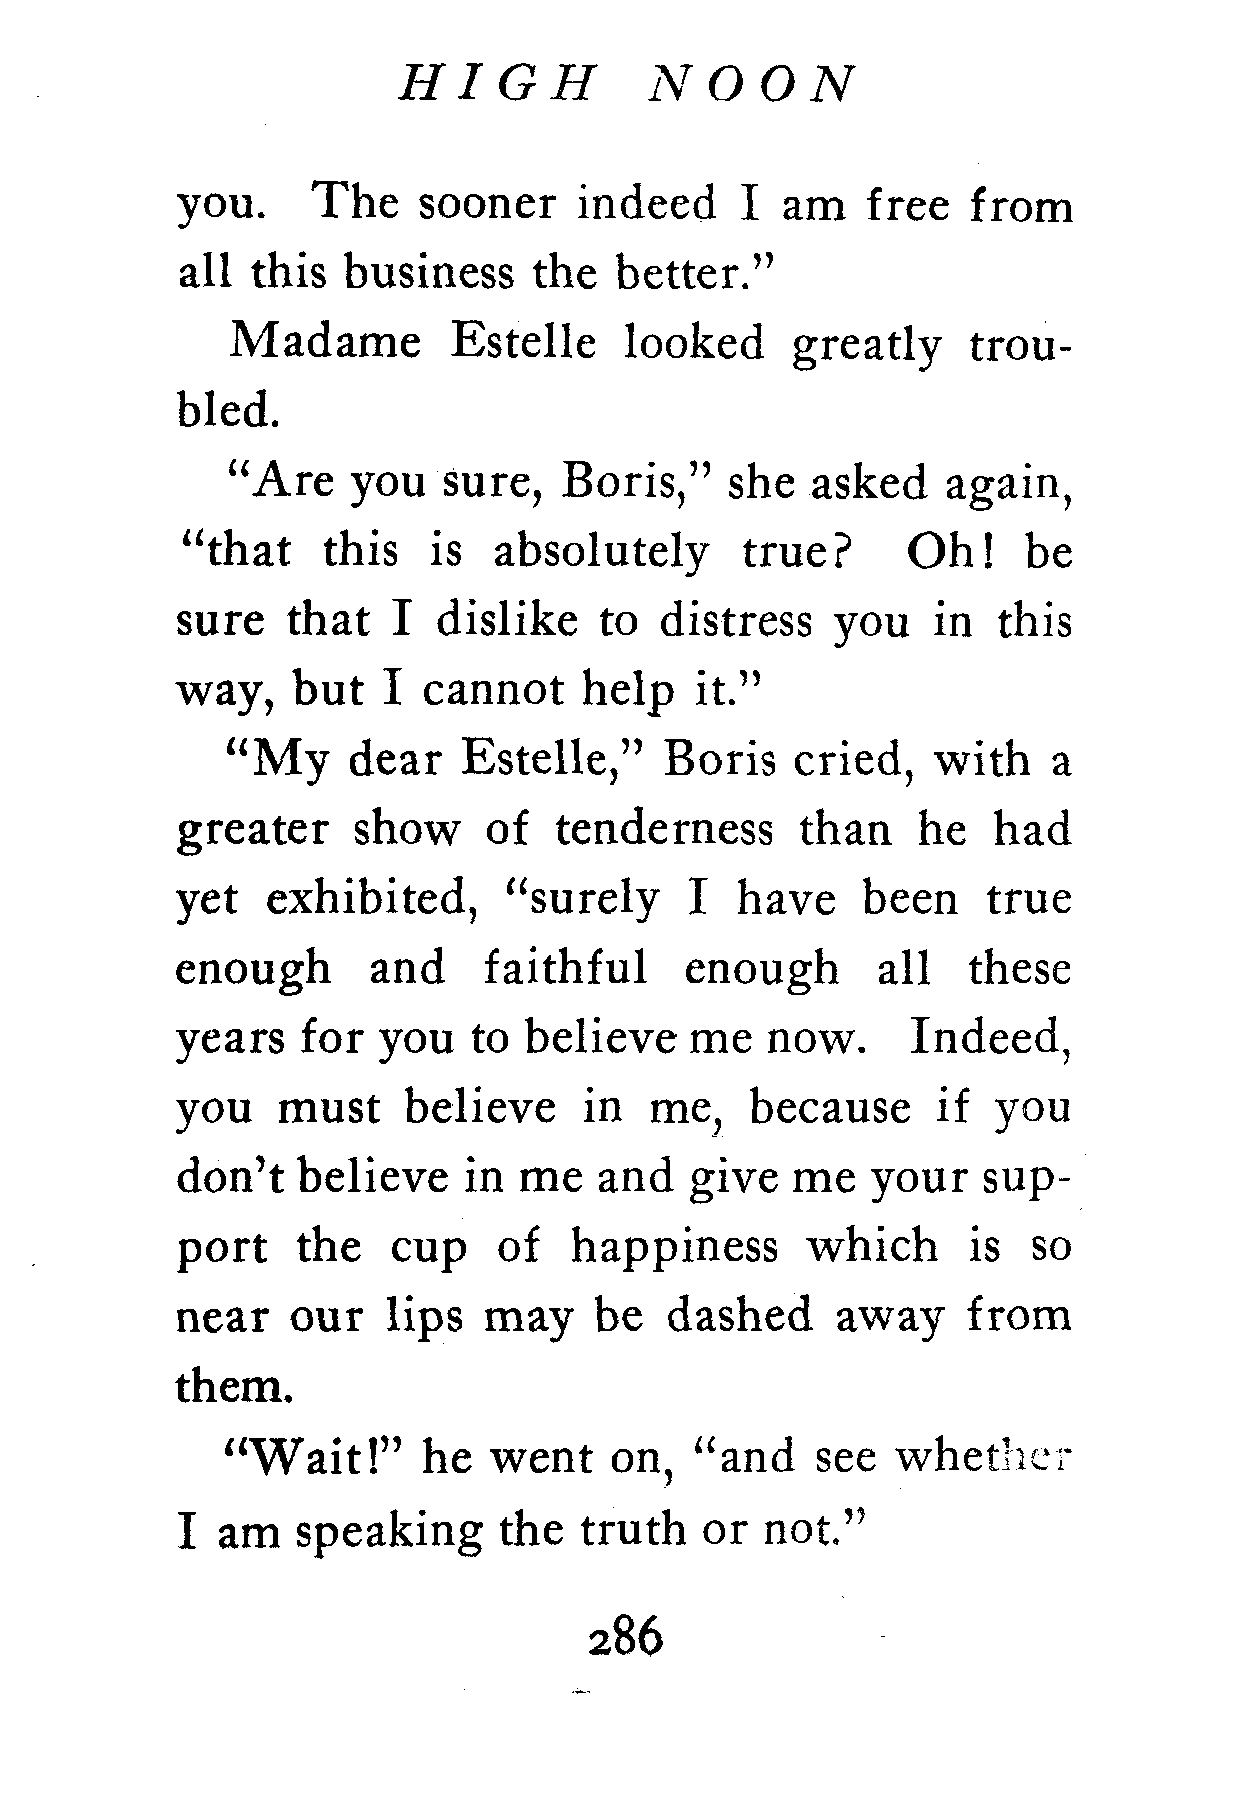 HIGH NOON
you. The sooner indeed I am free from
all this business the better."
Madame Estelle looked greatly trou-
bled.
"Are you sure, Boris," she asked again,
"that this is absolutely true? Oh! be
sure that I dislike to distress you in this
way, but I cannot help it."
"My dear Estelle," Boris cried, with a
greater show of tenderness than he had
yet exhibited, "surely I have been true
enough and faithful enough all these
years for you to believe me now. Indeed,
you must believe in me, because if you
don't believe in me and give me your sup-
port the cup of happiness which is so
near our lips may be dashed away from
them.
"Wait!" he went on, "and see whether
I am speaking the truth or not."
286